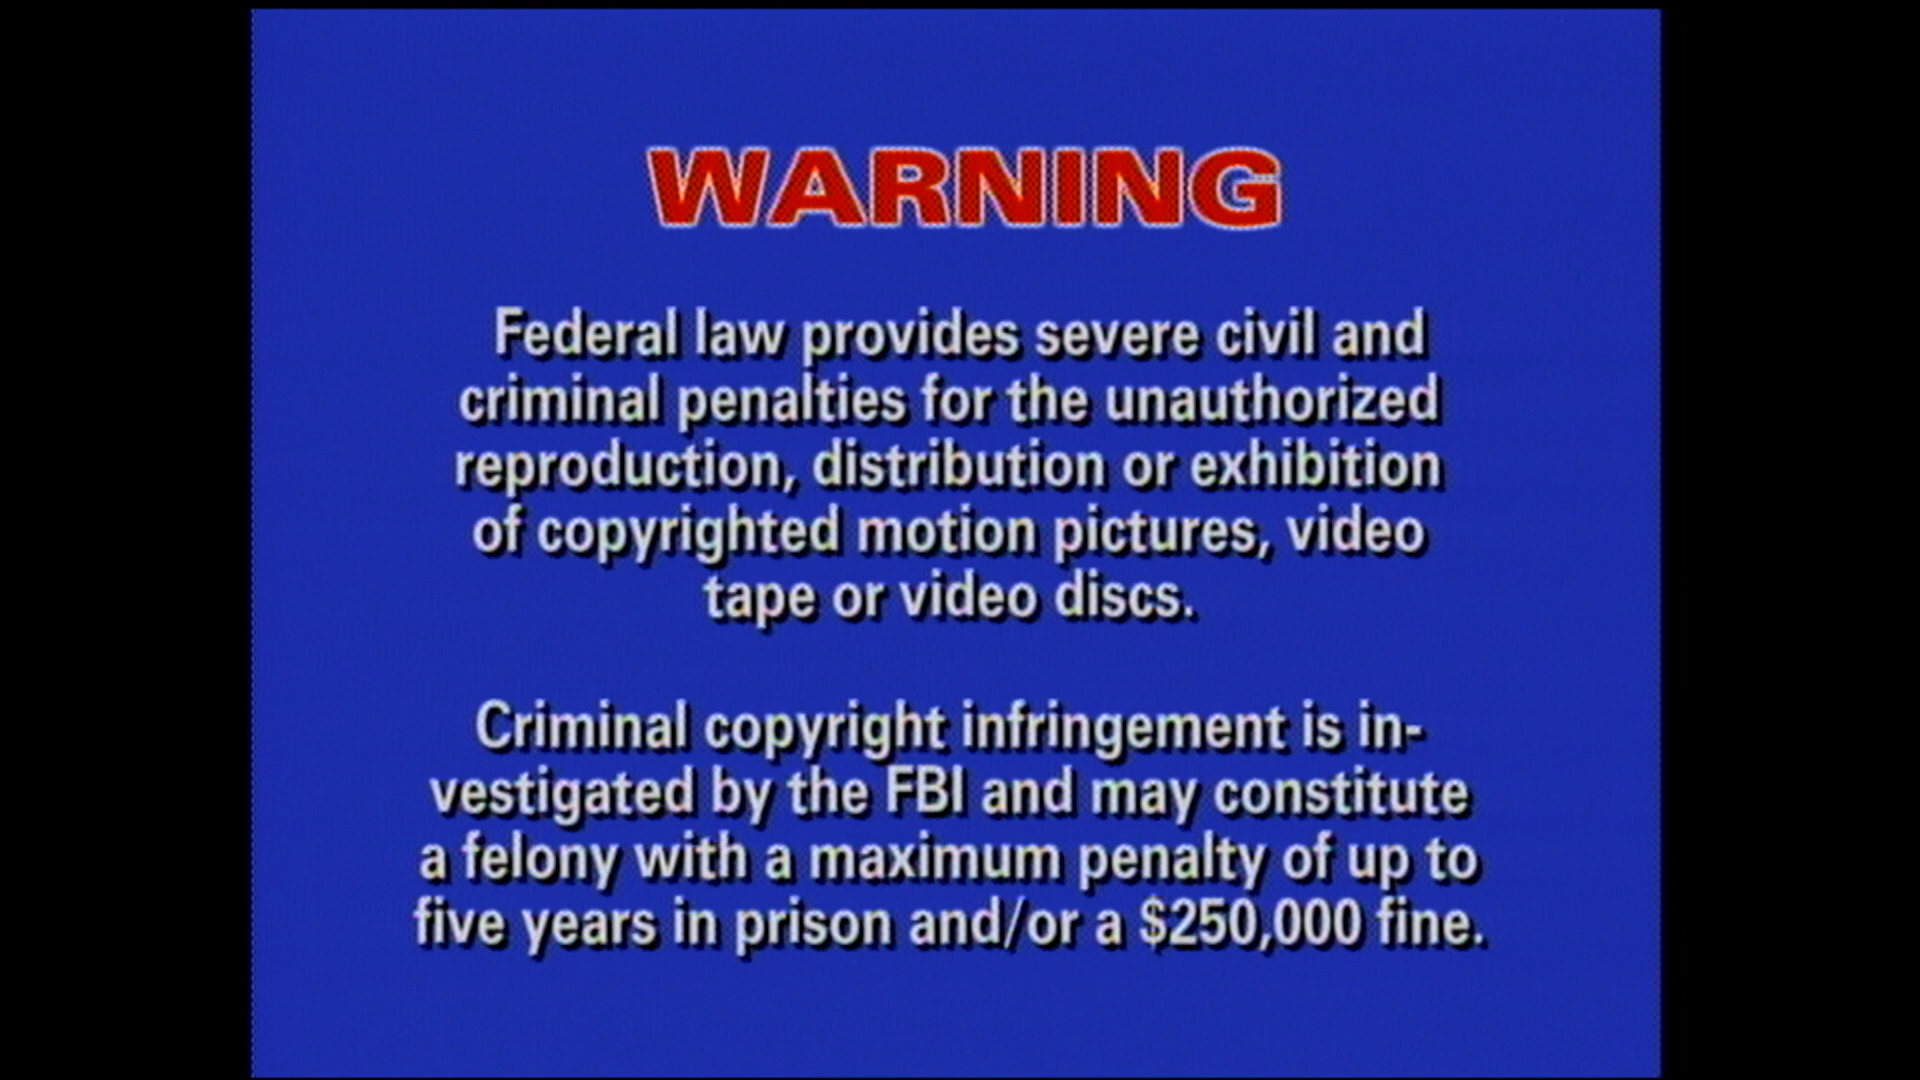 WARNING
Federal law provides severe civil and
criminal penalties for the unauthorized
reproduction, distribution or exhibition
of copyrighted motion pictures, video
tape or video discs.
Criminal copyright infringement is in-
vestigated by the FBI and may constitute
a felony with a maximum penalty of up to
five years in prison and/or a $250,000 fine.